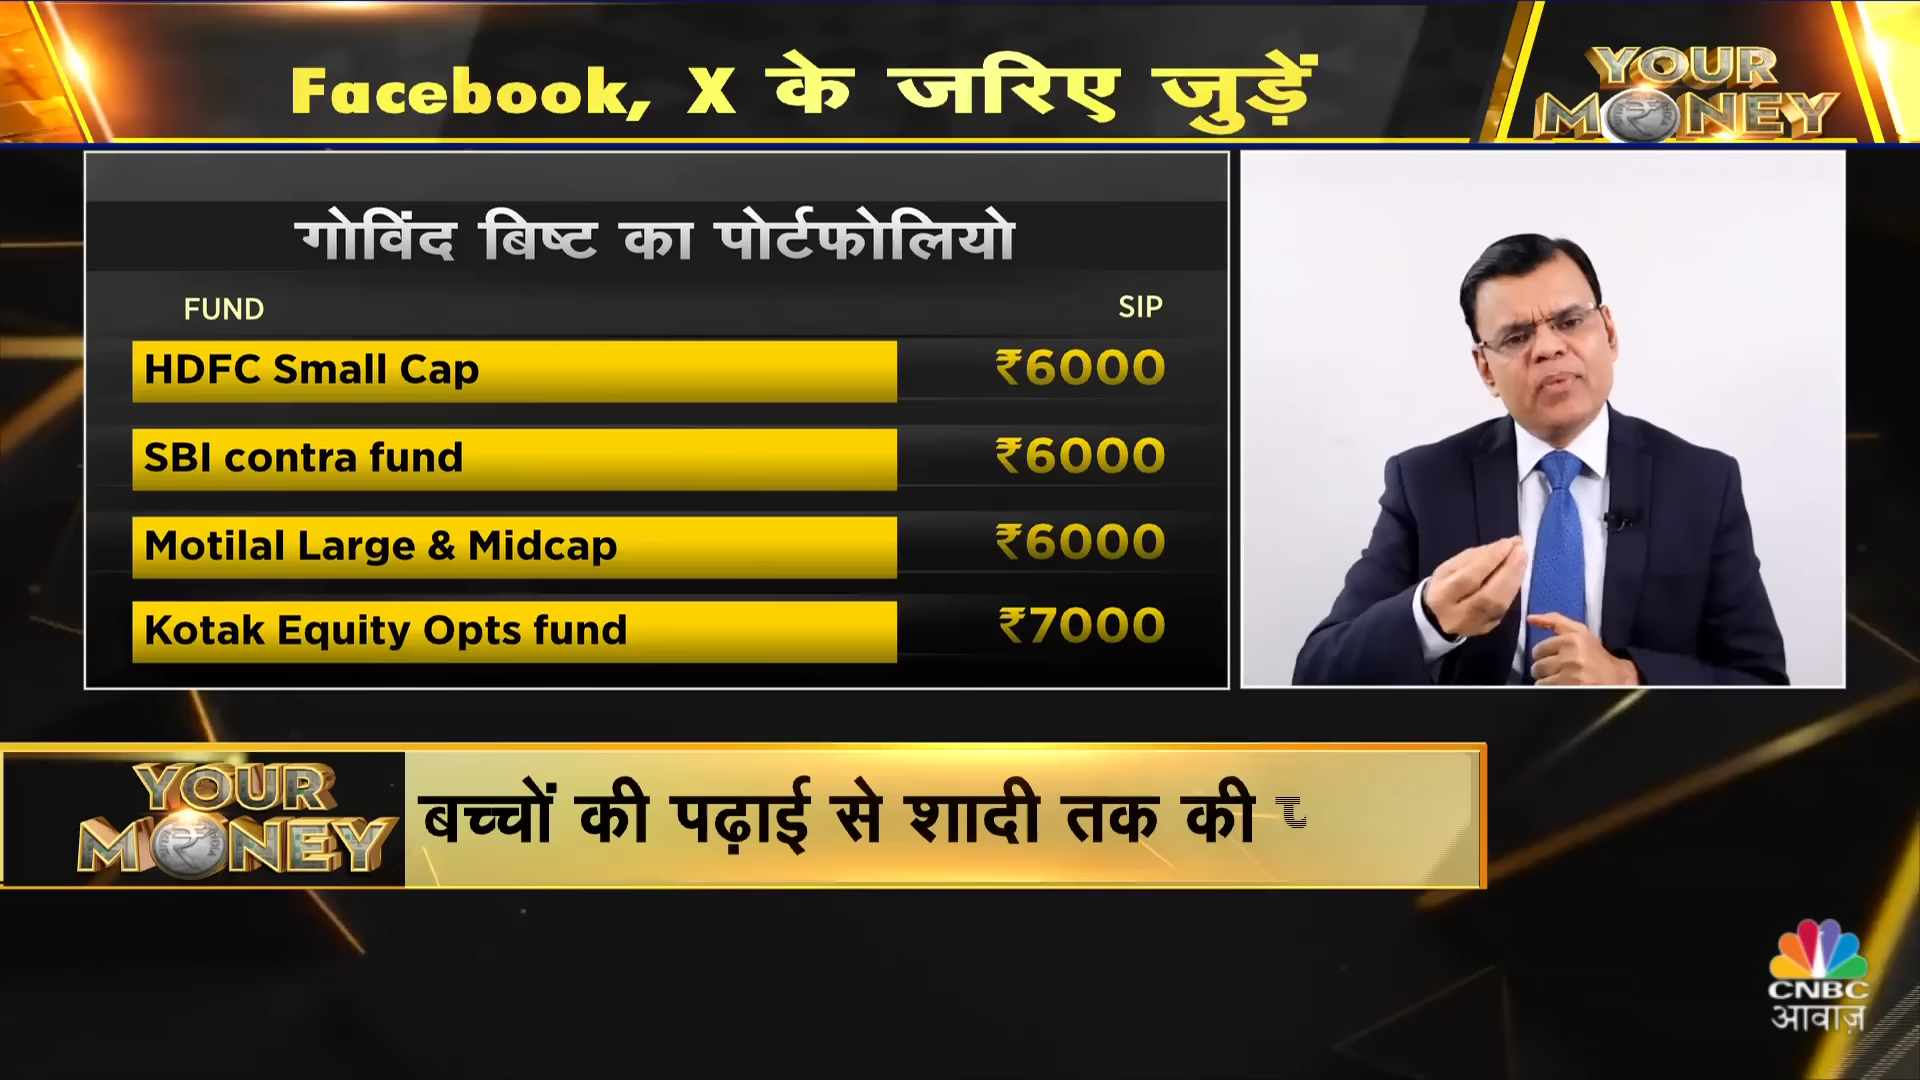 Facebook, X के जरिए जुड़ें
YOUR
MONEY
गोविंद बिष्ट का पोर्टफोलियो
FUND SIP
HDFC Small Cap ₹6000
SBI contra fund ₹6000
Motilal Large & Midcap ₹6000
Kotak Equity Opts fund ₹7000
YOUR
MONEY
बच्चों की पढ़ाई से शादी तक की
CNBC
आवाज़